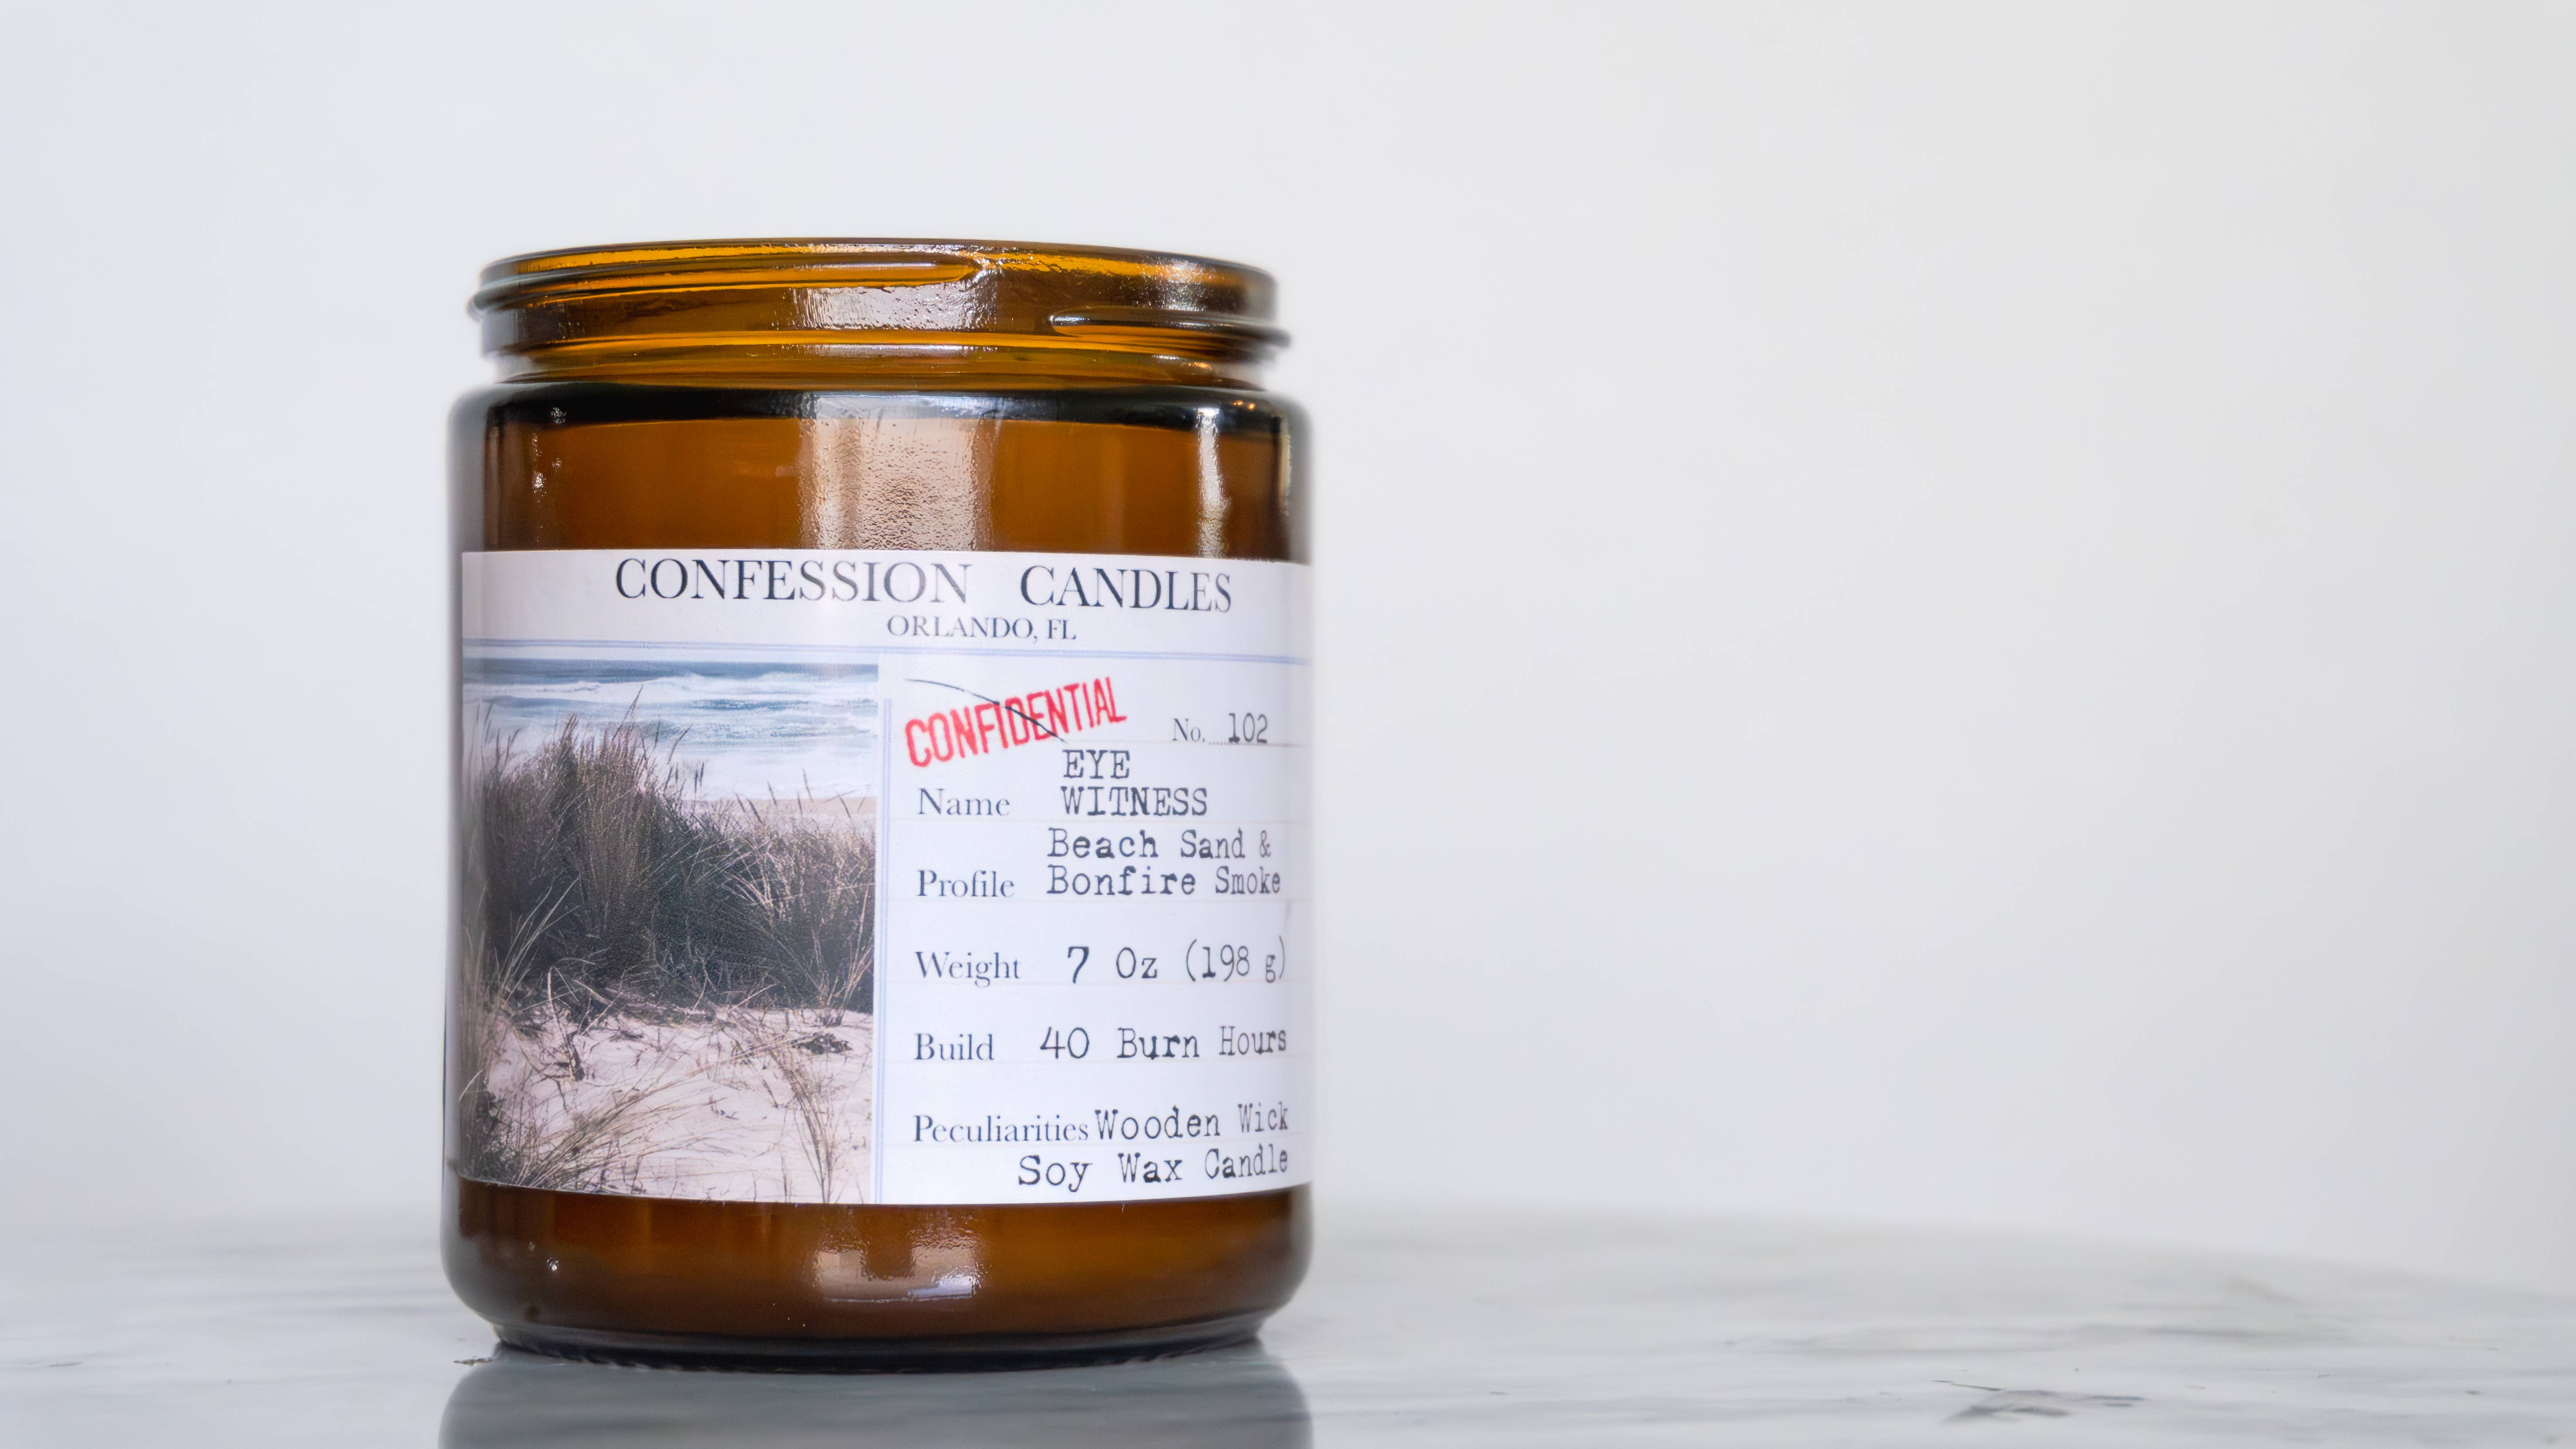 CONFESSION CANDLES
ORLANDO, FL
CONFIDENTIAL
No. 102
EYE
Name WITNESS
Beach Sand &
Profile Bonfire Smoke
Weight 7 Oz (198 g)
Build 40 Burn Hours
Peculiarities Wooden Wick
Soy Wax Candle